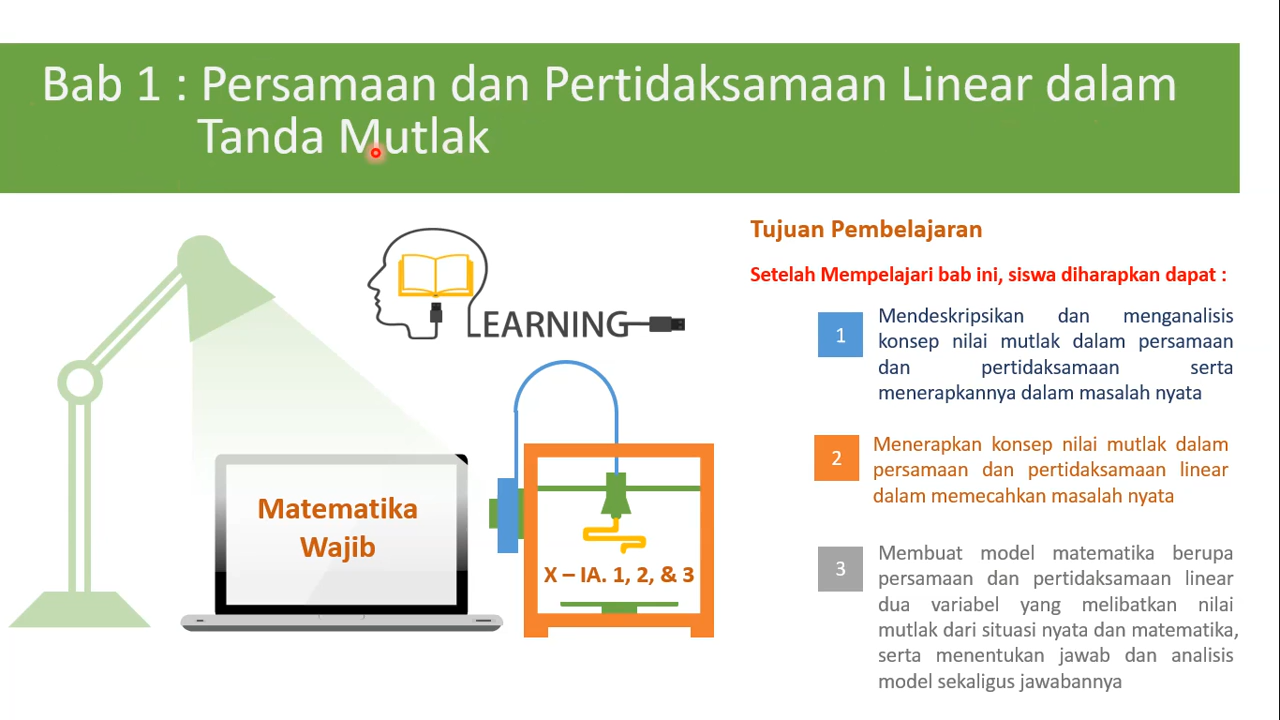 Bab 1 : Persamaan dan Pertidaksamaan Linear dalam
Tanda Mutlak
LEARNING
Matematika
Wajib
X – IA. 1, 2, & 3
Tujuan Pembelajaran
Setelah Mempelajari bab ini, siswa diharapkan dapat :
1
Mendeskripsikan dan menganalisis
konsep nilai mutlak dalam persamaan
dan pertidaksamaan serta
menerapkannya dalam masalah nyata
2
Menerapkan konsep nilai mutlak dalam
persamaan dan pertidaksamaan linear
dalam memecahkan masalah nyata
3
Membuat model matematika berupa
persamaan dan pertidaksamaan linear
dua variabel yang melibatkan nilai
mutlak dari situasi nyata dan matematika,
serta menentukan jawab dan analisis
model sekaligus jawabannya